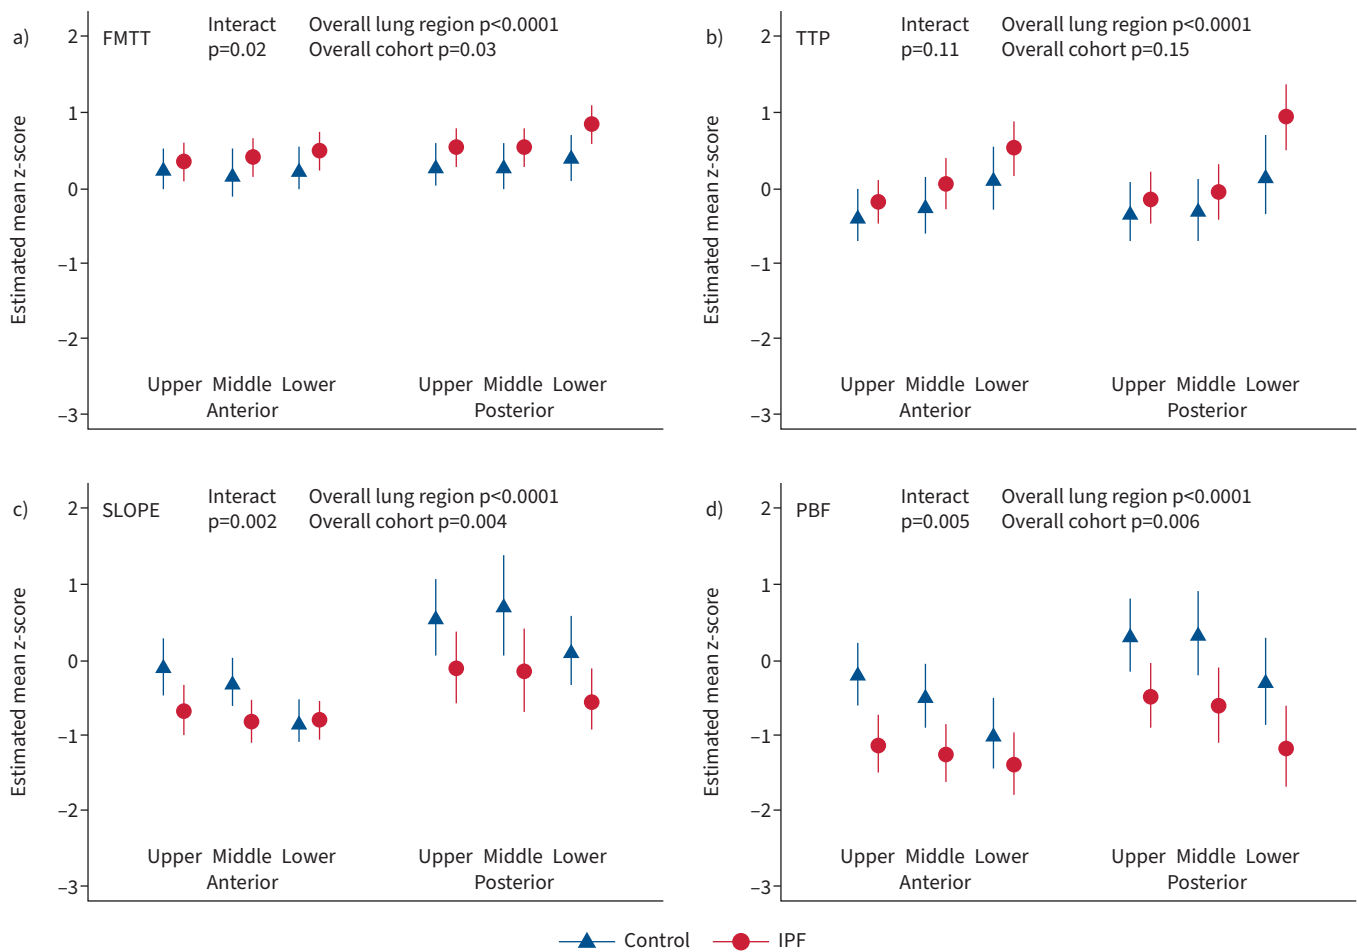 a)
FMTT
Interact
p=0.02
Overall lung region p<0.0001
Overall cohort p=0.03
Estimated mean z-score
2
1
0
–1
–2
–3
Upper Middle Lower
Anterior
Upper Middle Lower
Posterior
b)
TTP
Interact
p=0.11
Overall lung region p<0.0001
Overall cohort p=0.15
Estimated mean z-score
2
1
0
–1
–2
–3
Upper Middle Lower
Anterior
Upper Middle Lower
Posterior
c)
SLOPE
Interact
p=0.002
Overall lung region p<0.0001
Overall cohort p=0.004
Estimated mean z-score
2
1
0
–1
–2
–3
Upper Middle Lower
Anterior
Upper Middle Lower
Posterior
d)
PBF
Interact
p=0.005
Overall lung region p<0.0001
Overall cohort p=0.006
Estimated mean z-score
2
1
0
–1
–2
–3
Upper Middle Lower
Anterior
Upper Middle Lower
Posterior
Control IPF